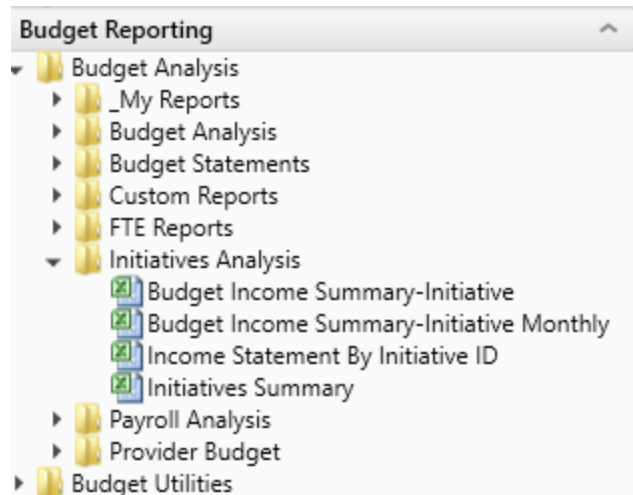 Budget Reporting
Budget Analysis
_My Reports
Budget Analysis
Budget Statements
Custom Reports
FTE Reports
Initiatives Analysis
Budget Income Summary-Initiative
Budget Income Summary-Initiative Monthly
Income Statement By Initiative ID
Initiatives Summary
Payroll Analysis
Provider Budget
Budget Utilities